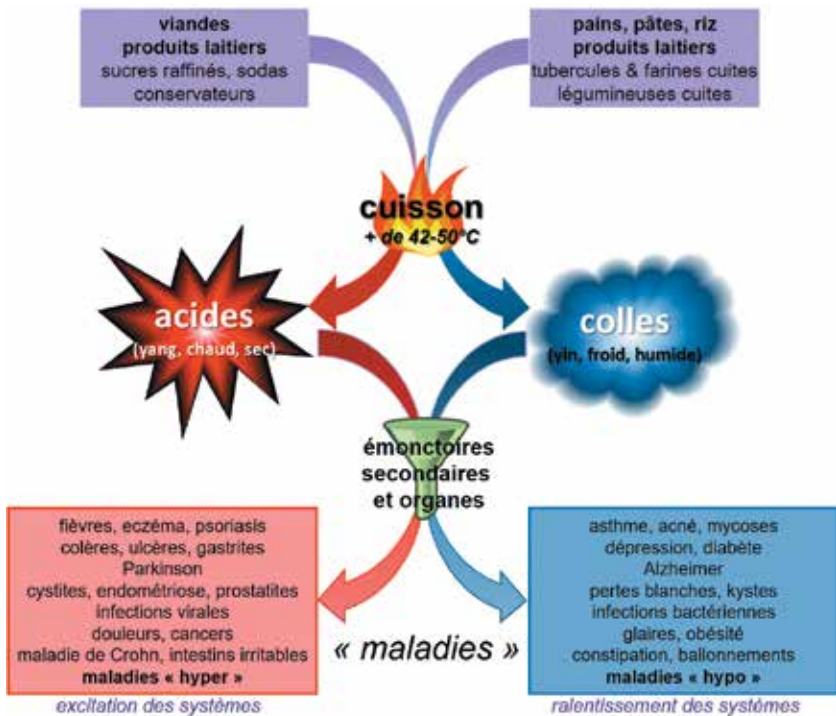 viandes
produits laitiers
sucres raffinés, sodas
conservateurs
pains, pâtes, riz
produits laitiers
tubercules & farines cuites
légumineuses cuites
cuisson
+ de 42-50°C
acides
(yang, chaud, sec)
colles
(yin, froid, humide)
émonctoires
secondaires
et organes
fièvres, eczéma, psoriasis
colères, ulcères, gastrites
Parkinson
cystites, endométriose, prostatites
infections virales
douleurs, cancers
maladie de Crohn, intestins irritables
maladies « hyper »
excitation des systèmes
« maladies »
asthme, acné, mycoses
dépression, diabète
Alzheimer
pertes blanches, kystes
infections bactériennes
glaires, obésité
constipation, ballonnements
maladies « hypo »
ralentissement des systèmes